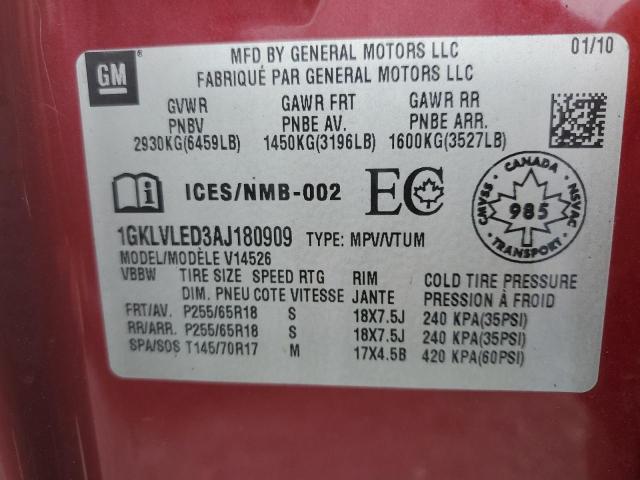 GM
MFD BY GENERAL MOTORS LLC 01/10
FABRIQUÉ PAR GENERAL MOTORS LLC
GVWR GAWR FRT GAWR RR
PNBV PNBE AV. PNBE ARR.
2930KG(6459LB) 1450KG(3196LB) 1600KG(3527LB)
i ICES/NMB-002 EC
CANADA
CMVSS 985 NSVAC
TRANSPORT
1GKLVLED3AJ180909 TYPE: MPV/VTUM
MODEL/MODÈLE V14526
VBBW TIRE SIZE SPEED RTG RIM COLD TIRE PRESSURE
DIM. PNEU COTE VITESSE JANTE PRESSION À FROID
FRT/AV. P255/65R18 S 18X7.5J 240 KPA(35PSI)
RR/ARR. P255/65R18 S 18X7.5J 240 KPA(35PSI)
SPA/SOS T145/70R17 M 17X4.5B 420 KPA(60PSI)